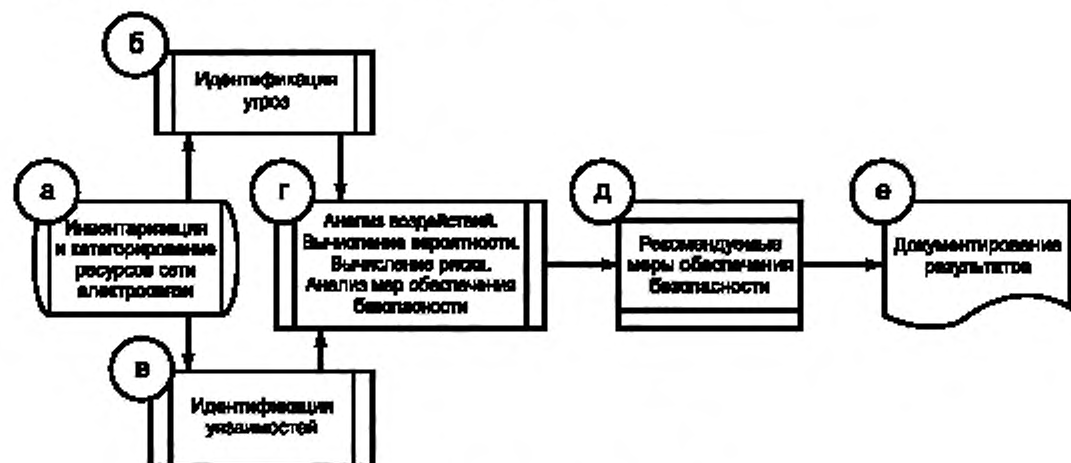 б
Идентификация
угроз
а
Инвентаризация
и категорирование
ресурсов сети
электросвязи
г
Анализ воздействий.
Вычисление вероятности.
Вычисление риска.
Анализ мер обеспечения
безопасности
д
Рекомендуемые
меры обеспечения
безопасности
е
Документирование
результатов
в
Идентификация
уязвимостей